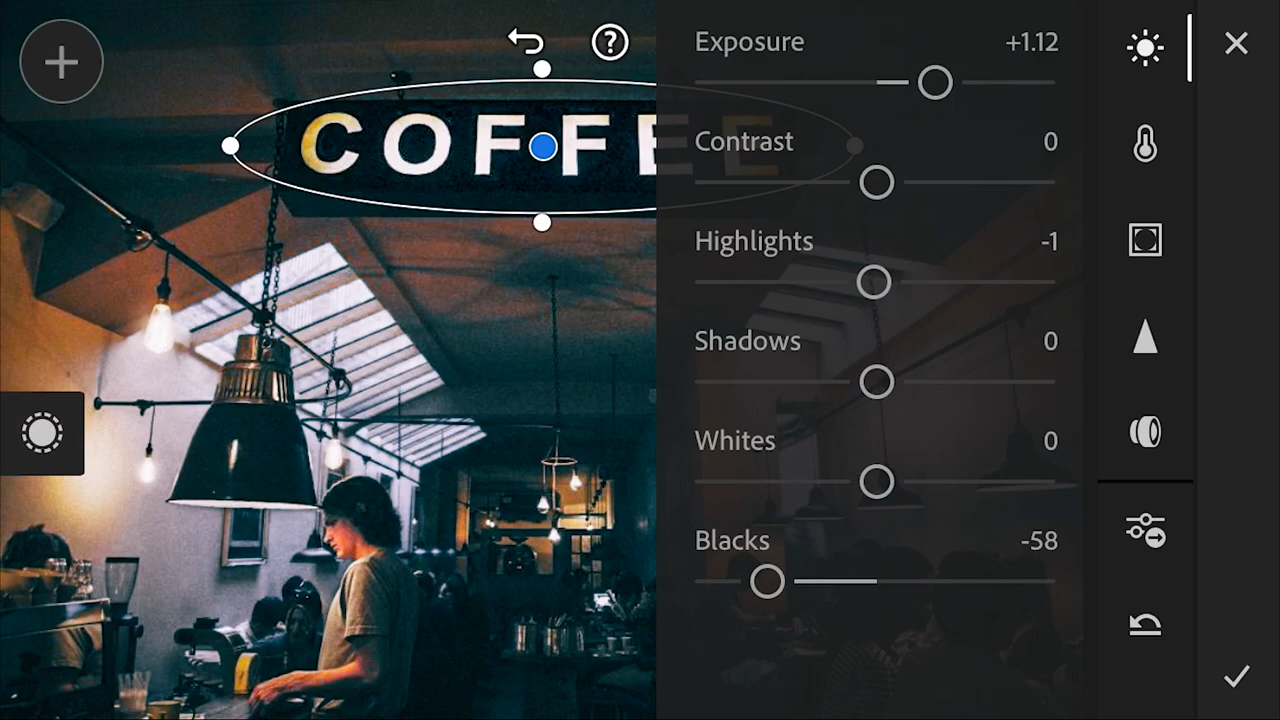 COFFEE
Exposure +1.12
Contrast 0
Highlights -1
Shadows 0
Whites 0
Blacks -58